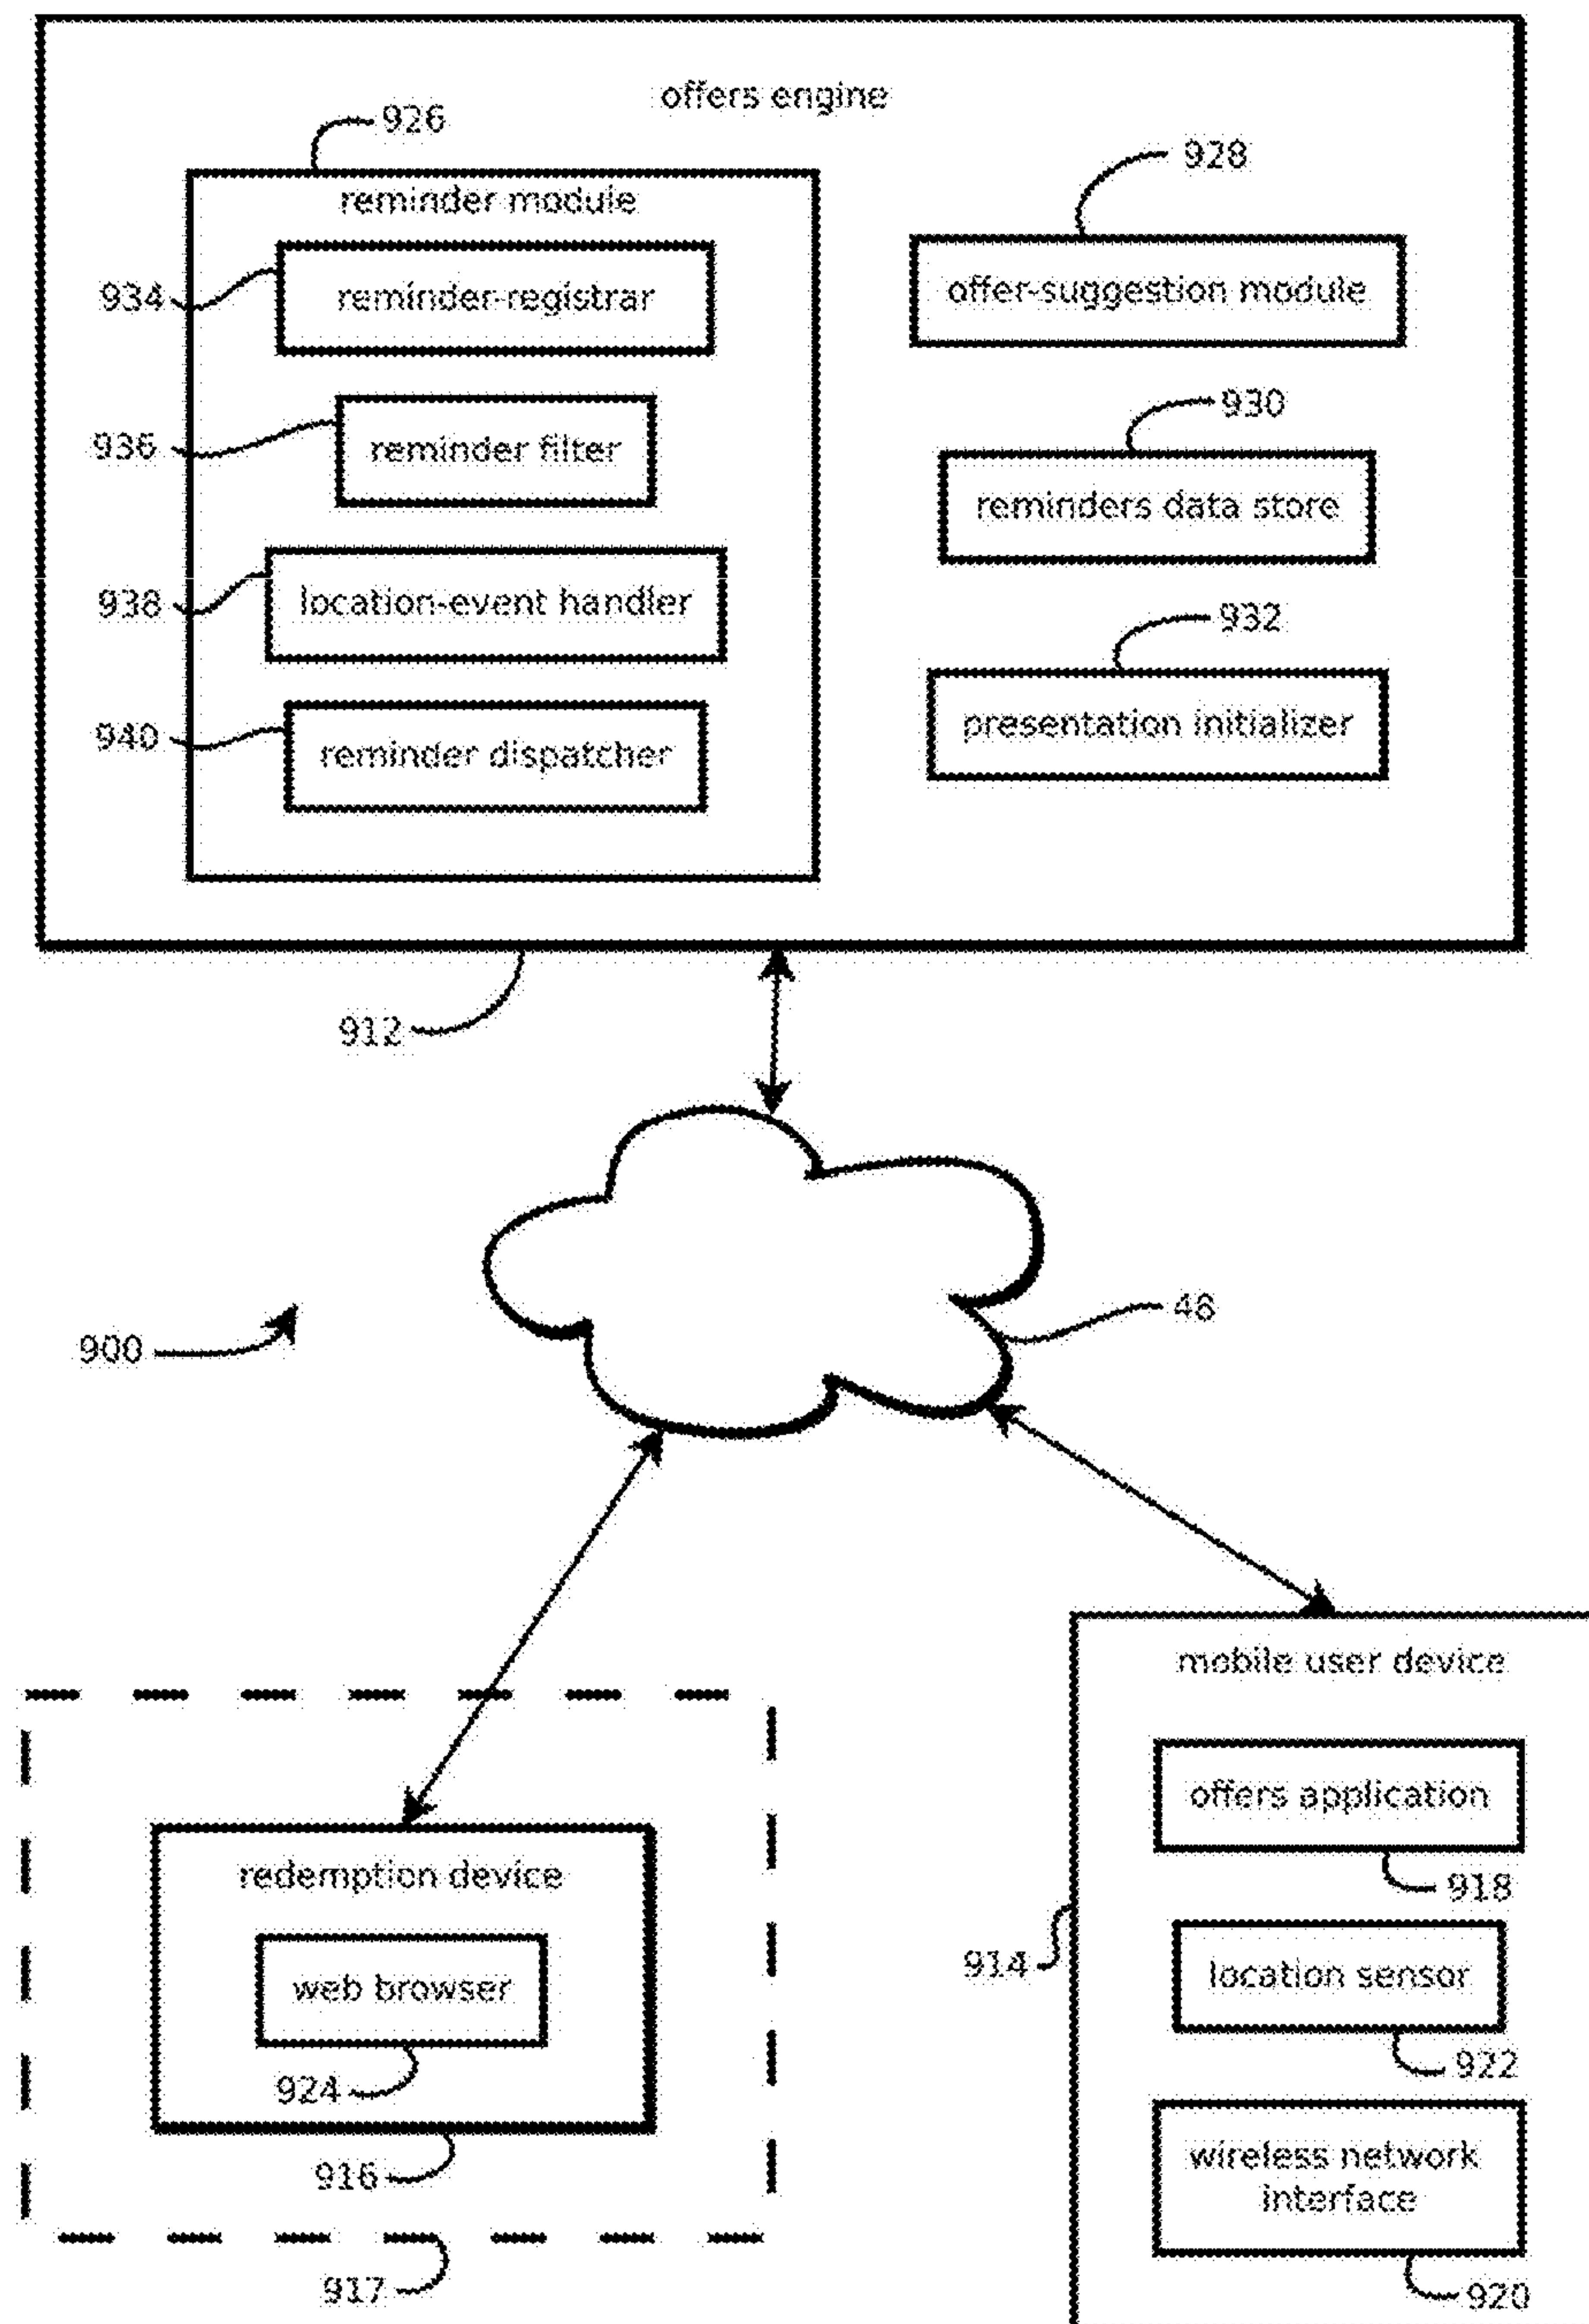 offers engine
926
928
reminder module
934
reminder-registrar
offer-suggestion module
930
936
reminder filter
reminders data store
938
location-event handler
932
940
reminder dispatcher
presentation initializer
912
48
900
mobile user device
offers application
redemption device
918
914
location sensor
web browser
922
924
wireless network
interface
916
917
920